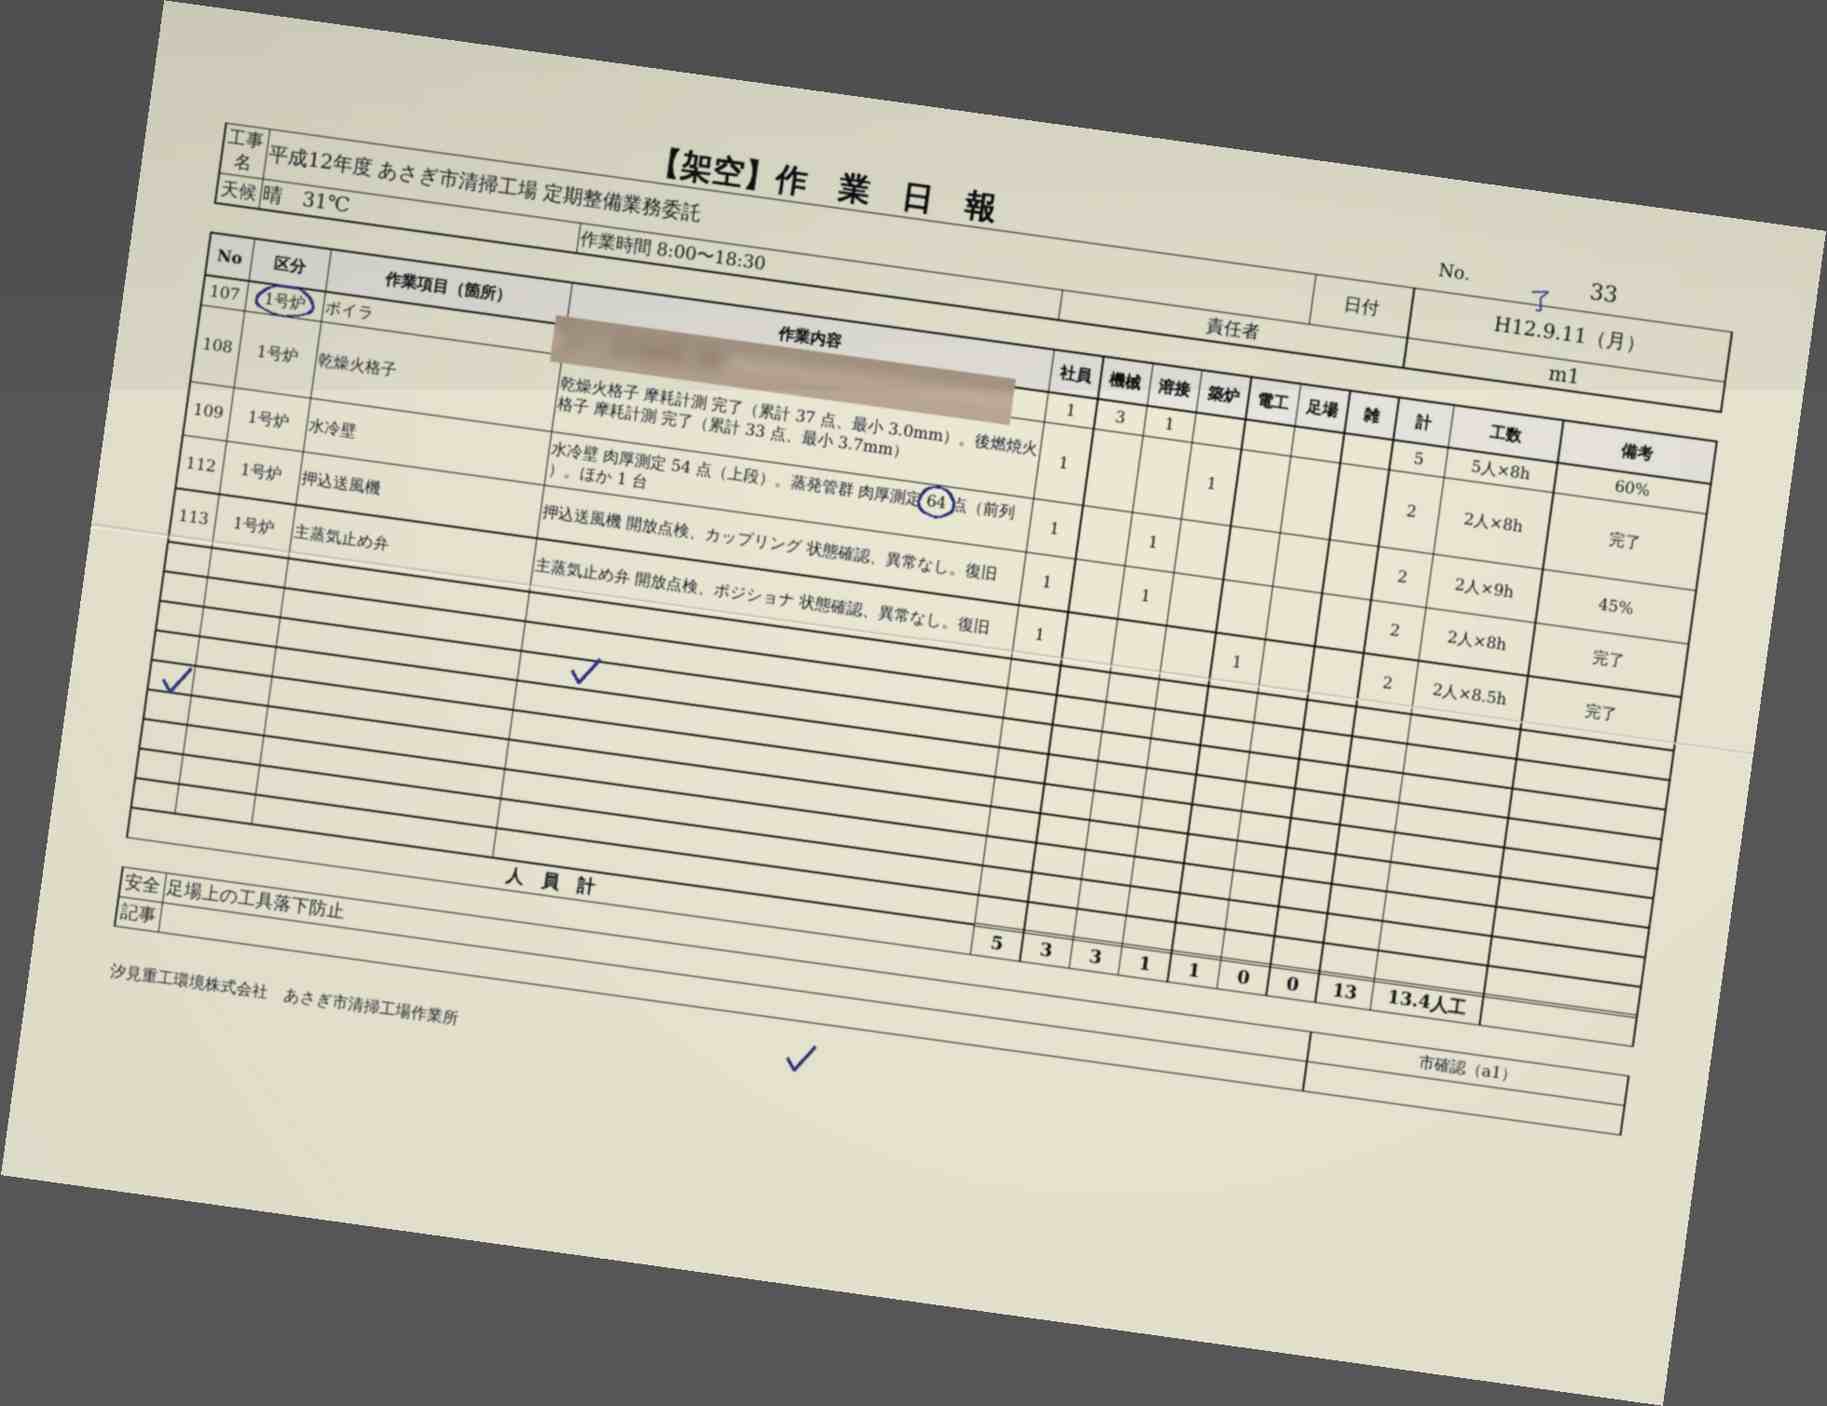 【架空】作 業 日 報
No. 33
工事名 平成12年度 あさぎ市清掃工場 定期整備業務委託 日付 了 H12.9.11（月）
天候 晴 31℃ 作業時間 8:00〜18:30 責任者 m1
No 区分 作業項目（箇所） 作業内容 社員 機械 溶接 築炉 電工 足場 雑 計 工数 備考
107 1号炉 ボイラ 1 3 1 5 5人×8h 60%
108 1号炉 乾燥火格子 乾燥火格子 摩耗計測 完了（累計 37 点、最小 3.0mm）。後燃焼火
格子 摩耗計測 完了（累計 33 点、最小 3.7mm） 1 1 2 2人×8h 完了
109 1号炉 水冷壁 水冷壁 肉厚測定 54 点（上段）。蒸発管群 肉厚測定 64 点（前列
）。ほか 1 台 1 1 2 2人×9h 45%
112 1号炉 押込送風機 押込送風機 開放点検、カップリング 状態確認、異常なし。復旧 1 1 2 2人×8h 完了
113 1号炉 主蒸気止め弁 主蒸気止め弁 開放点検、ポジショナ 状態確認、異常なし。復旧 1 1 2 2人×8.5h 完了
人 員 計 5 3 3 1 1 0 0 13 13.4人工
安全 足場上の工具落下防止 市確認（a1）
記事
汐見重工環境株式会社 あさぎ市清掃工場作業所